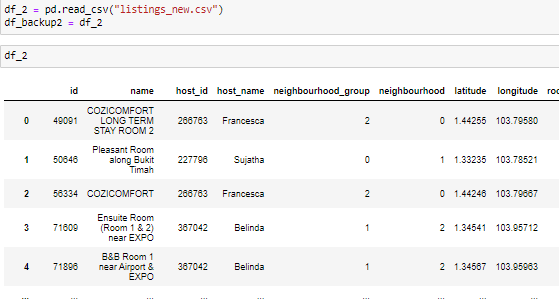 df_2 = pd.read_csv("listings_new.csv")
df_backup2 = df_2
df_2
id name host_id host_name neighbourhood_group neighbourhood latitude longitude roo
0 49091 COZICOMFORT LONG TERM STAY ROOM 2 266763 Francesca 2 0 1.44255 103.79580
1 50646 Pleasant Room along Bukit Timah 227796 Sujatha 0 1 1.33235 103.78521
2 56334 COZICOMFORT 266763 Francesca 2 0 1.44246 103.79667
3 71609 Ensuite Room (Room 1 & 2) near EXPO 367042 Belinda 1 2 1.34541 103.95712
4 71896 B&B Room 1 near Airport & EXPO 367042 Belinda 1 2 1.34567 103.95963
... ... ... ... ... ... ... ... ...